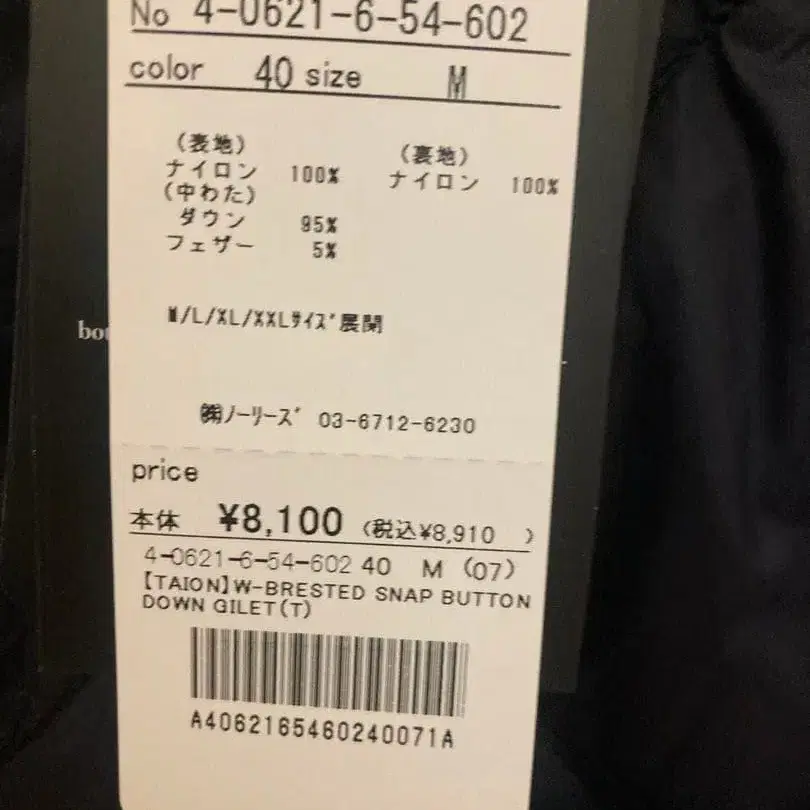 No 4-0621-6-54-602
color 40 size M
(表地)
ナイロン 100%
(中わた)
ダウン 95%
フェザー 5%
(裏地)
ナイロン 100%
M/L/XL/XXLサイズ展開
㈱ノーリーズ 03-6712-6230
price
本体 ¥8,100 (税込¥8,910 )
4-0621-6-54-602 40 M (07)
【TAION】W-BRESTED SNAP BUTTON
DOWN GILET(T)
A4062165460240071A